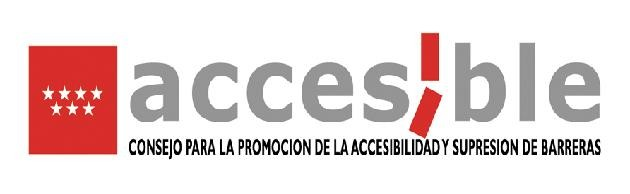 accesible
CONSEJO PARA LA PROMOCION DE LA ACCESIBILIDAD Y SUPRESION DE BARRERAS